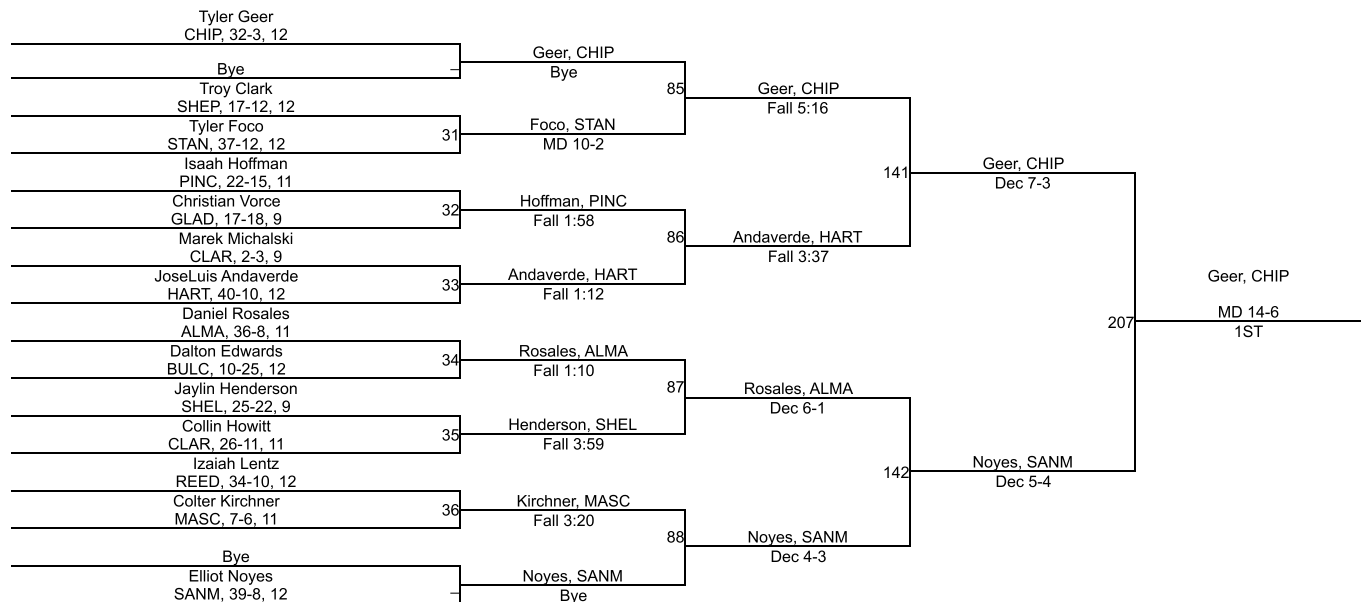 Tyler Geer
CHIP, 32-3, 12
Bye
–
Troy Clark
SHEP, 17-12, 12
Tyler Foco
STAN, 37-12, 12
31
Isaah Hoffman
PINC, 22-15, 11
Christian Vorce
GLAD, 17-18, 9
32
Marek Michalski
CLAR, 2-3, 9
JoseLuis Andaverde
HART, 40-10, 12
33
Daniel Rosales
ALMA, 36-8, 11
Dalton Edwards
BULC, 10-25, 12
34
Jaylin Henderson
SHEL, 25-22, 9
Collin Howitt
CLAR, 26-11, 11
35
Izaiah Lentz
REED, 34-10, 12
Colter Kirchner
MASC, 7-6, 11
36
Bye
Elliot Noyes
SANM, 39-8, 12
–
Geer, CHIP
Bye
85
Foco, STAN
MD 10-2
Hoffman, PINC
Fall 1:58
86
Andaverde, HART
Fall 1:12
Rosales, ALMA
Fall 1:10
87
Henderson, SHEL
Fall 3:59
Kirchner, MASC
Fall 3:20
88
Noyes, SANM
Bye
Geer, CHIP
Fall 5:16
141
Andaverde, HART
Fall 3:37
Rosales, ALMA
Dec 6-1
142
Noyes, SANM
Dec 4-3
Geer, CHIP
Dec 7-3
207
Noyes, SANM
Dec 5-4
Geer, CHIP
MD 14-6
1ST